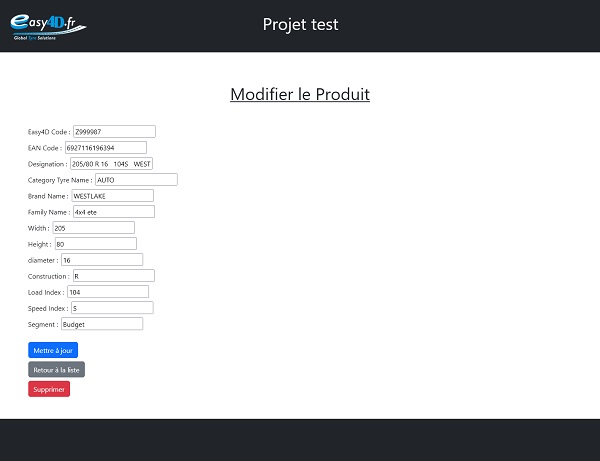 easy4D.fr
Global Tyre Solutions
Projet test
Modifier le Produit
Easy4D Code : Z999987
EAN Code : 6927116196394
Designation : 205/80 R 16 104S WEST
Category Tyre Name : AUTO
Brand Name : WESTLAKE
Family Name : 4x4 ete
Width : 205
Height : 80
diameter : 16
Construction : R
Load Index : 104
Speed Index : S
Segment : Budget
Mettre à jour
Retour à la liste
Supprimer